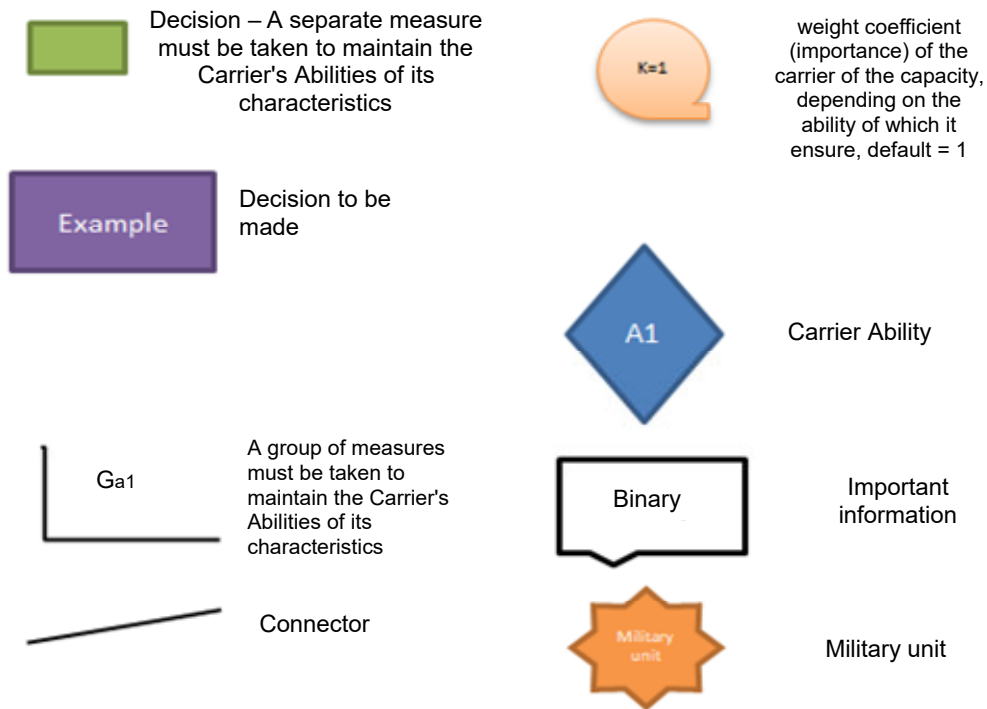 Decision – A separate measure
must be taken to maintain the
Carrier's Abilities of its
characteristics
K=1
weight coefficient
(importance) of the
carrier of the capacity,
depending on the
ability of which it
ensure, default = 1
Example
Decision to be
made
A1
Carrier Ability
Ga1
A group of measures
must be taken to
maintain the Carrier's
Abilities of its
characteristics
Binary
Important
information
Connector
Military
unit
Military unit